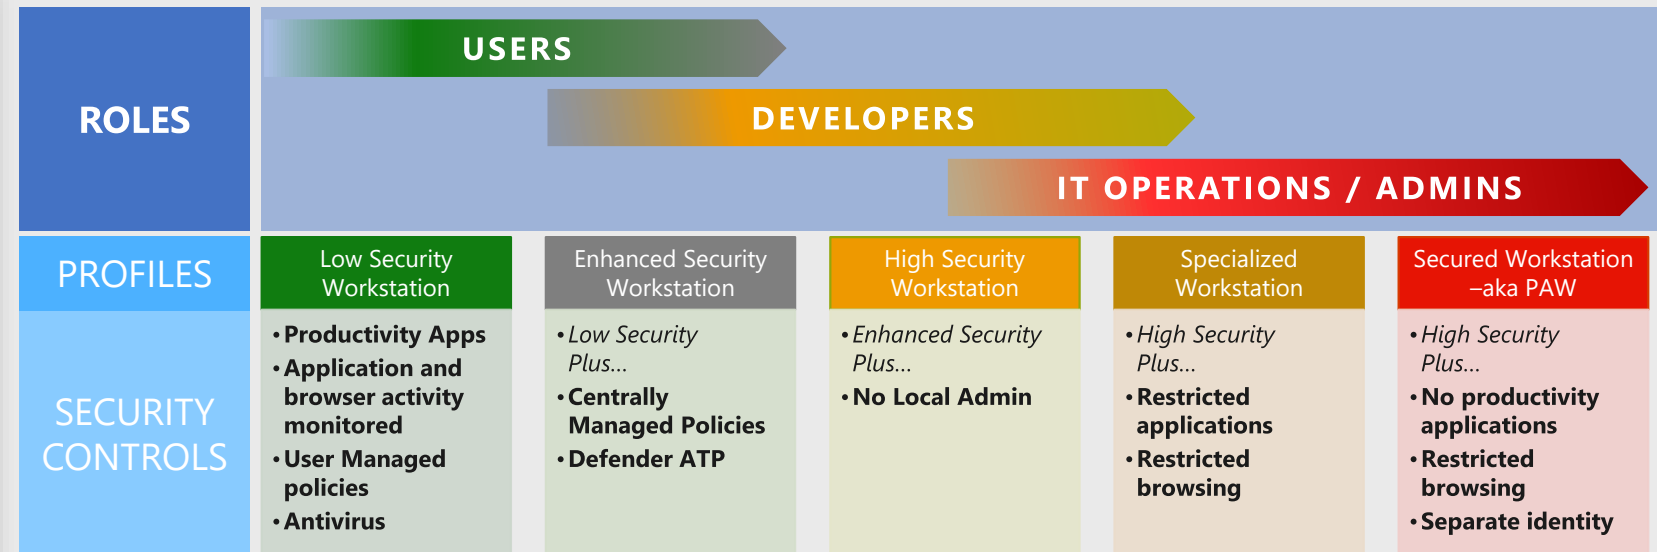 ROLES
USERS
DEVELOPERS
IT OPERATIONS / ADMINS
PROFILES
Low Security
Workstation
Enhanced Security
Workstation
High Security
Workstation
Specialized
Workstation
Secured Workstation
–aka PAW
SECURITY
CONTROLS
•Productivity Apps
•Application and
browser activity
monitored
•User Managed
policies
•Antivirus
•Low Security
Plus...
•Centrally
Managed Policies
•Defender ATP
•Enhanced Security
Plus...
•No Local Admin
•High Security
Plus...
•Restricted
applications
•Restricted
browsing
•High Security
Plus...
•No productivity
applications
•Restricted
browsing
•Separate identity